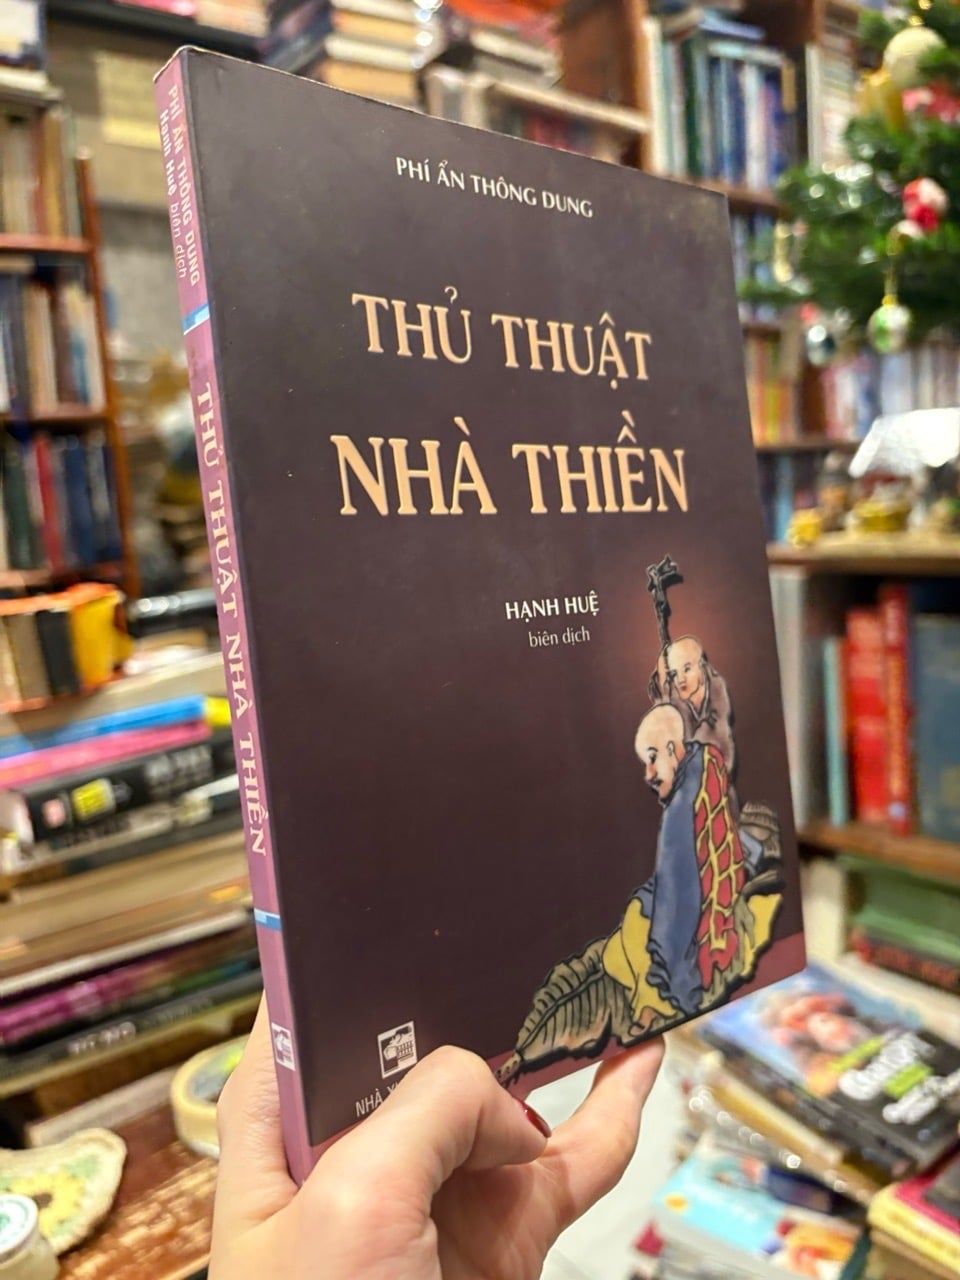 PHÍ ẨN THÔNG DUNG
THỦ THUẬT
NHÀ THIỀN
HẠNH HUỆ
biên dịch
NHÀ
PHÍ ẨN THÔNG DUNG
Hạnh Huệ biên dịch
THỦ THUẬT NHÀ THIỀN